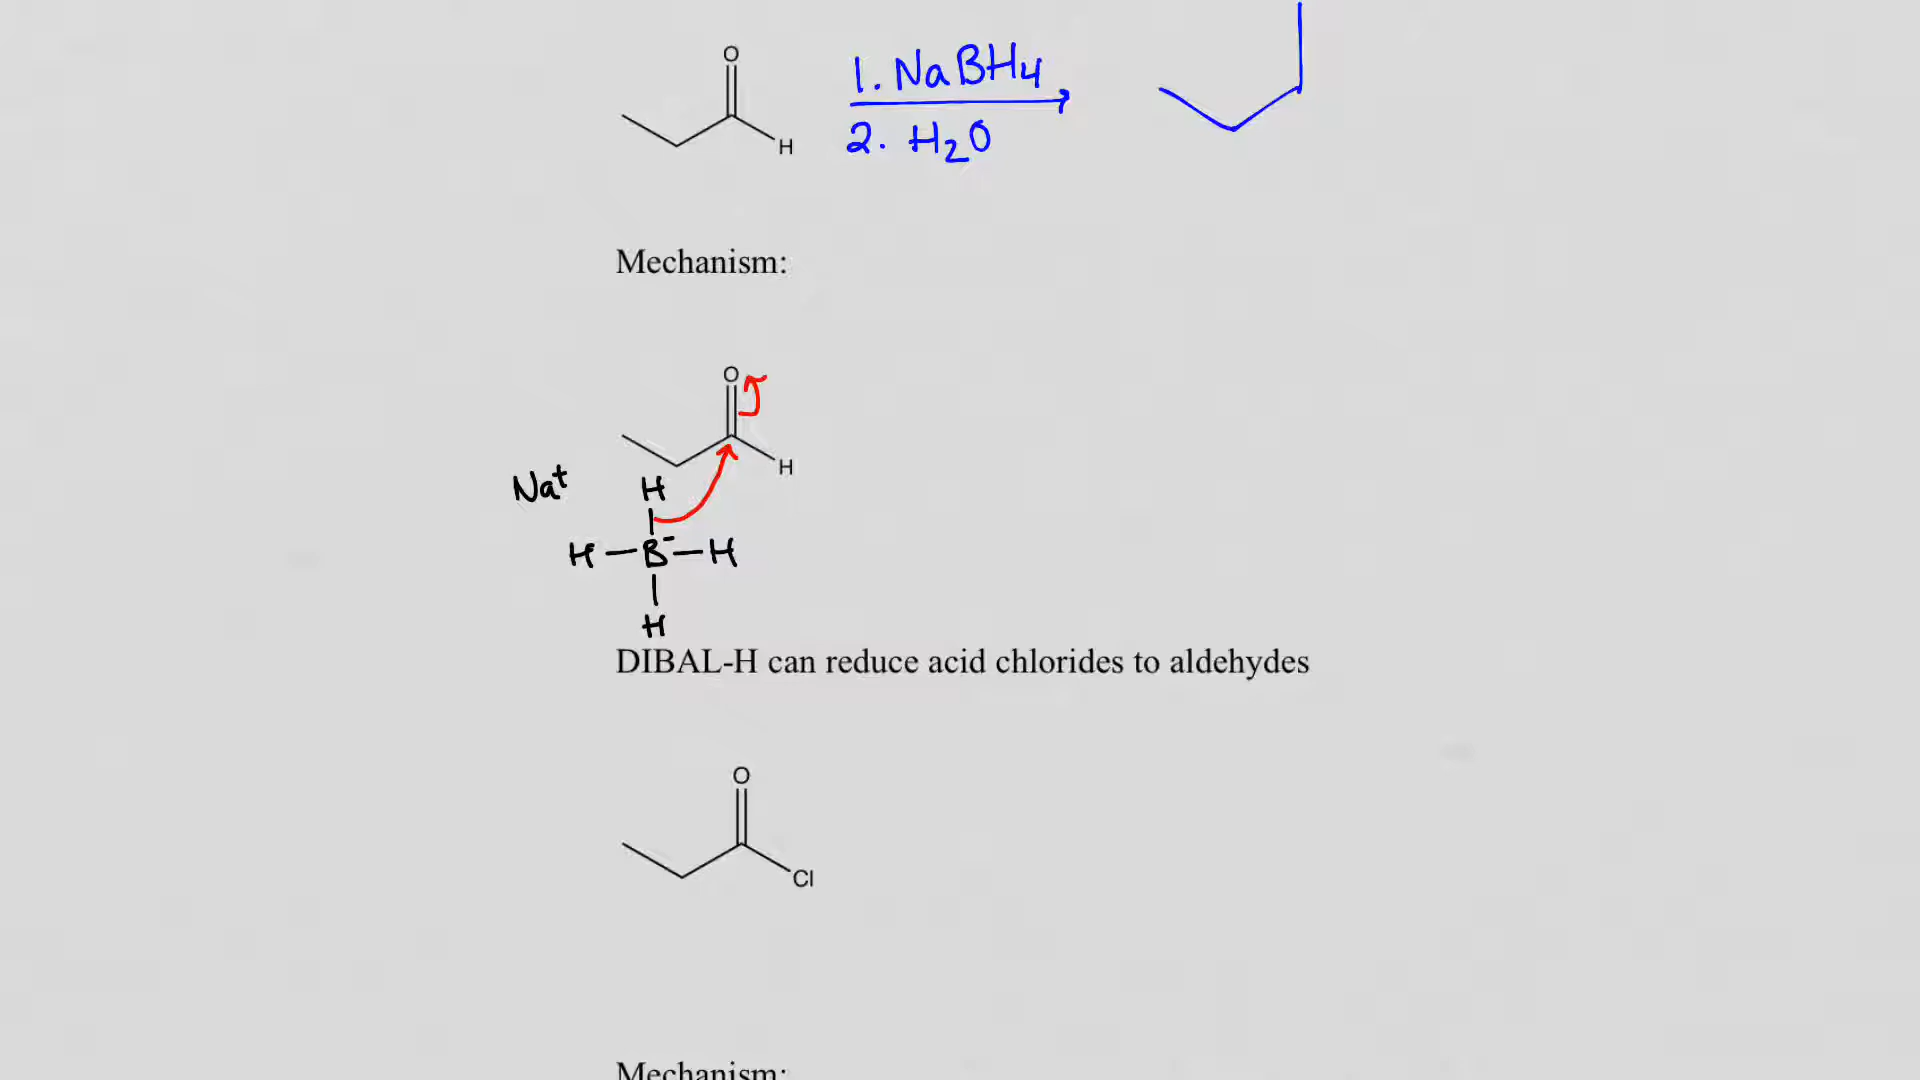 O
1. NaBH4
2. H2O
H
Mechanism:
O
H
Na+
H
H-B⁻-H
H
DIBAL-H can reduce acid chlorides to aldehydes
O
Cl
Mechanism: